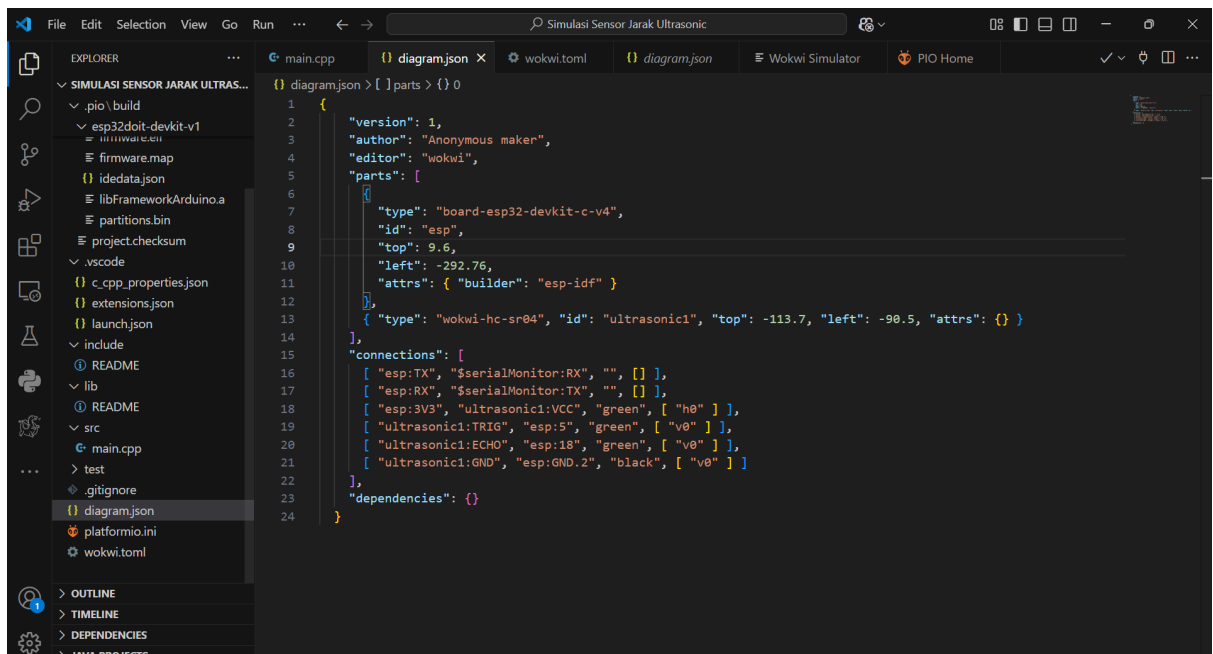 File Edit Selection View Go Run ... Simulasi Sensor Jarak Ultrasonic
EXPLORER ...
main.cpp {} diagram.json wokwi.toml {} diagram.json Wokwi Simulator PIO Home
SIMULASI SENSOR JARAK ULTRAS...
.pio \ build
esp32doit-devkit-v1
firmware.elf
firmware.map
{} idedata.json
libFrameworkArduino.a
partitions.bin
project.checksum
.vscode
{} c_cpp_properties.json
{} extensions.json
{} launch.json
include
README
lib
README
src
main.cpp
test
.gitignore
{} diagram.json
platformio.ini
wokwi.toml
OUTLINE
TIMELINE
DEPENDENCIES
JAVA PROJECTS
1
{} diagram.json > [ ] parts > {} 0
1 {
2 "version": 1,
3 "author": "Anonymous maker",
4 "editor": "wokwi",
5 "parts": [
6 {
7 "type": "board-esp32-devkit-c-v4",
8 "id": "esp",
9 "top": 9.6,
10 "left": -292.76,
11 "attrs": { "builder": "esp-idf" }
12 },
13 { "type": "wokwi-hc-sr04", "id": "ultrasonic1", "top": -113.7, "left": -90.5, "attrs": {} }
14 ],
15 "connections": [
16 [ "esp:TX", "$serialMonitor:RX", "", [] ],
17 [ "esp:RX", "$serialMonitor:TX", "", [] ],
18 [ "esp:3V3", "ultrasonic1:VCC", "green", [ "h0" ] ],
19 [ "ultrasonic1:TRIG", "esp:5", "green", [ "v0" ] ],
20 [ "ultrasonic1:ECHO", "esp:18", "green", [ "v0" ] ],
21 [ "ultrasonic1:GND", "esp:GND.2", "black", [ "v0" ] ]
22 ],
23 "dependencies": {}
24 }